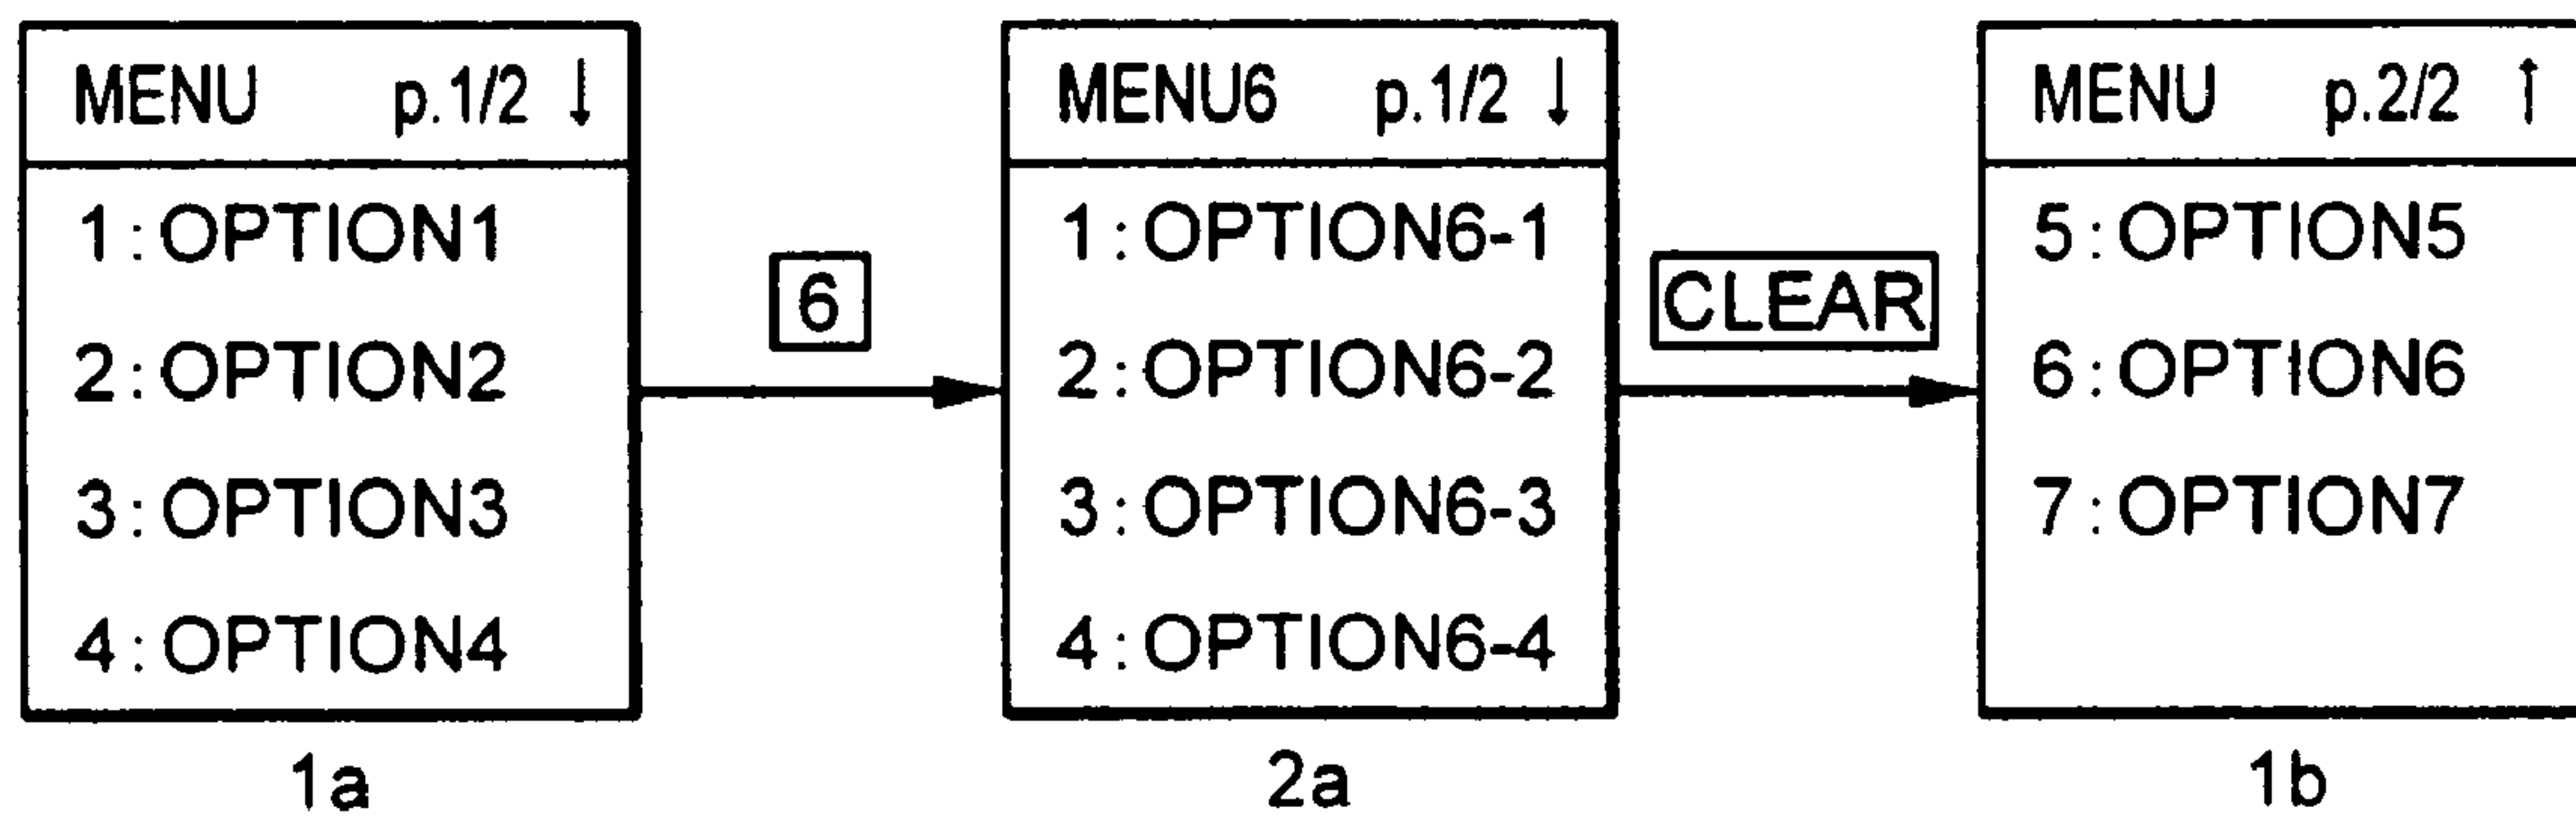 MENU p.1/2 ↓
1:OPTION1
2:OPTION2
3:OPTION3
4:OPTION4
1a
6
MENU6 p.1/2 ↓
1:OPTION6-1
2:OPTION6-2
3:OPTION6-3
4:OPTION6-4
2a
CLEAR
MENU p.2/2 ↑
5:OPTION5
6:OPTION6
7:OPTION7
1b